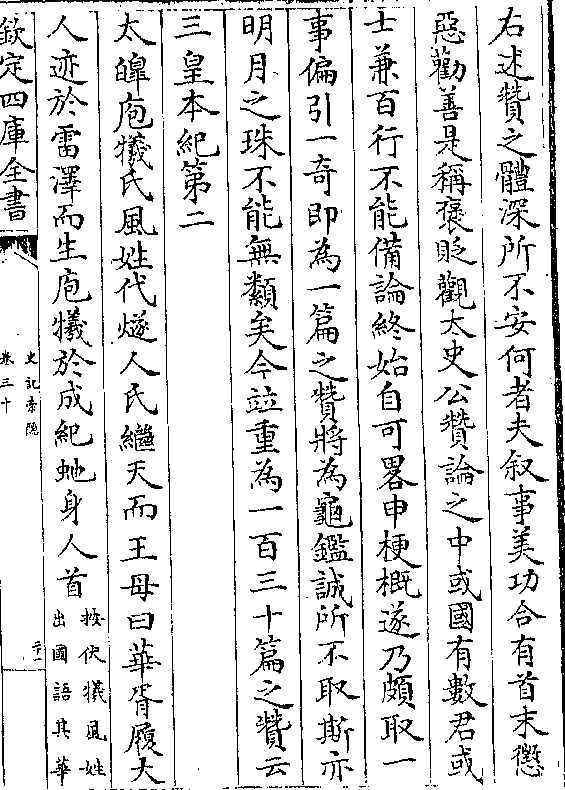 右述贊之體深所不安何者夫叙事美功合有首末懲
惡勸善是稱褒貶觀太史公贊論之中或國有數君或
士兼百行不能備論終始自可畧申梗概遂乃頗取一
事偏引一奇即為一篇之贊將為龜鑑誠所不取斯亦
明月之珠不能無纇矣今竝重為一百三十篇之贊云
三皇本紀第二
太皡庖犧氏風姓代燧人氏繼天而王母曰華胥履大
人迹於雷澤而生庖犧於成紀虵身人首
按伏犧風姓
出國語其華
欽定四庫全書
史記索隱
卷三十
二十一